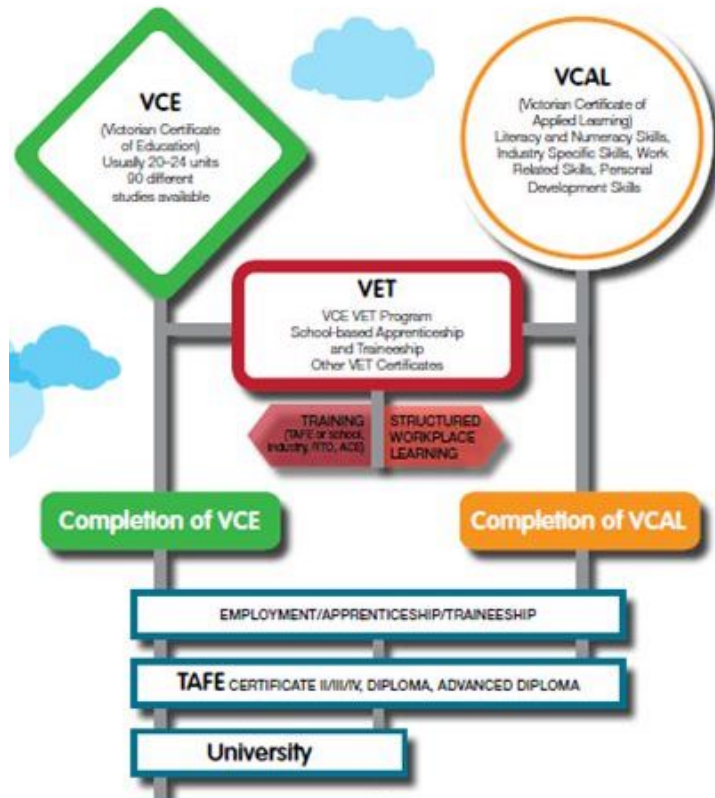 VCE
(Victorian Certificate
of Education)
Usually 20–24 units
90 different
studies available
VCAL
(Victorian Certificate of
Applied Learning)
Literacy and Numeracy Skills,
Industry Specific Skills, Work
Related Skills, Personal
Development Skills
VET
VCE VET Program
School-based Apprenticeship
and Traineeship
Other VET Certificates
TRAINING
(TAFE or school,
industry, RTO, ACE)
STRUCTURED
WORKPLACE
LEARNING
Completion of VCE
Completion of VCAL
EMPLOYMENT/APPRENTICESHIP/TRAINEESHIP
TAFE CERTIFICATE II/III/IV, DIPLOMA, ADVANCED DIPLOMA
University